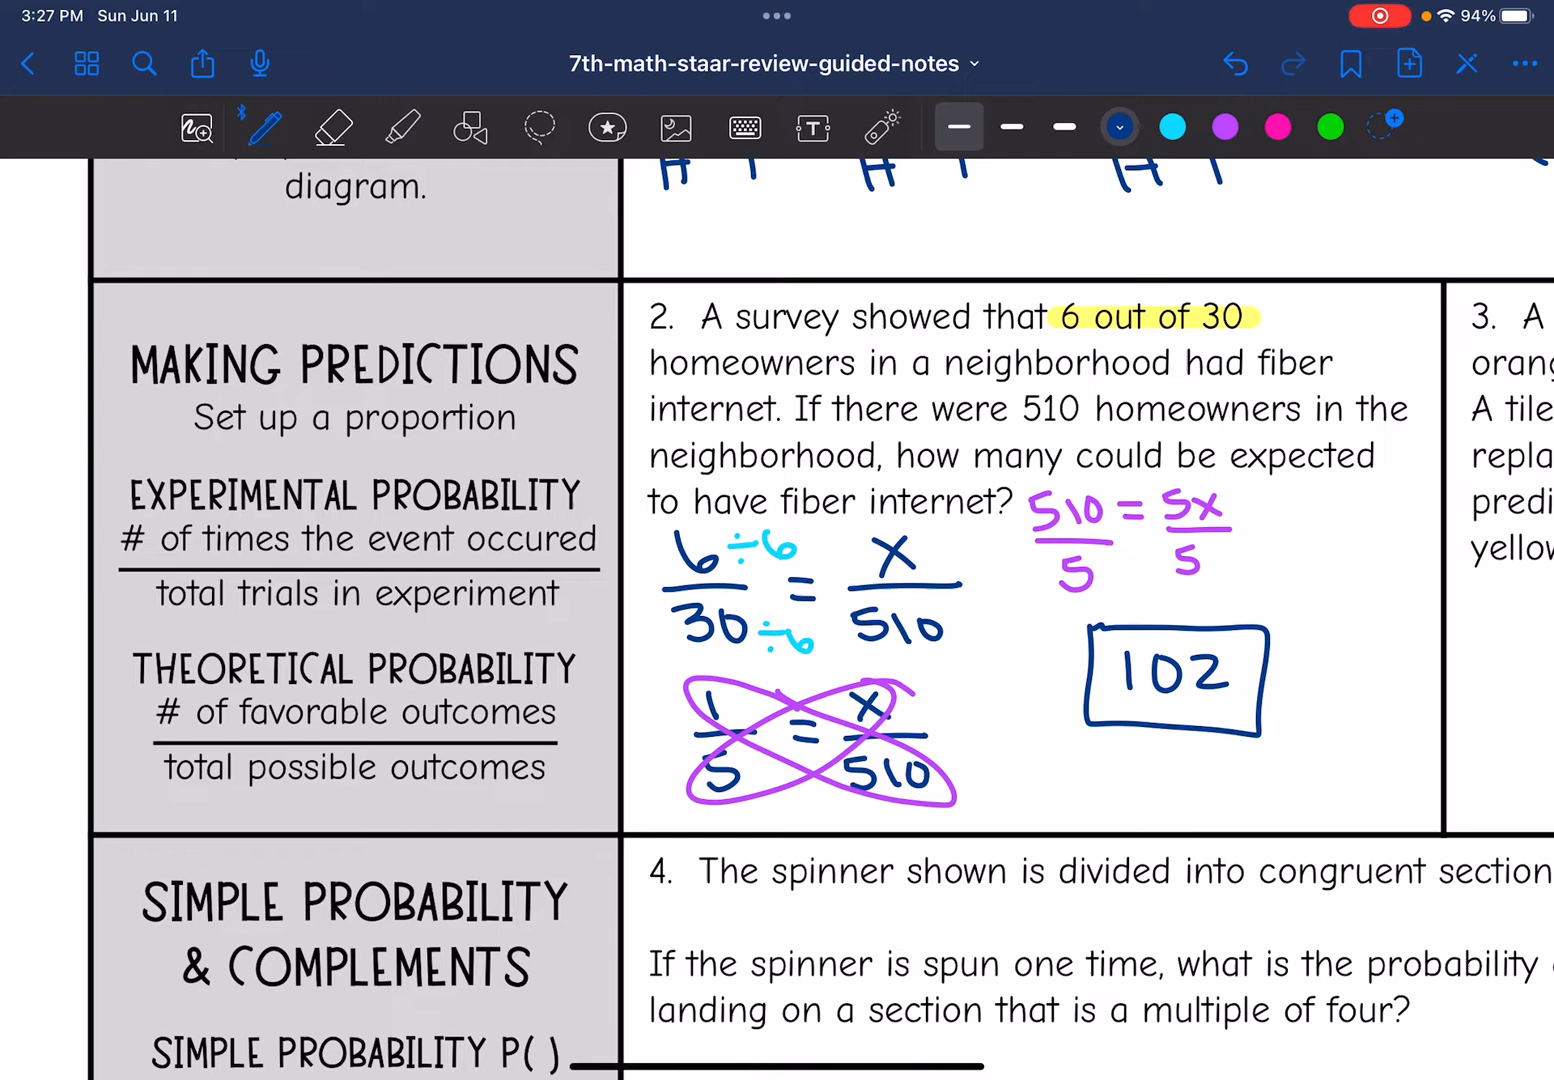 3:27 PM Sun Jun 11
94%
7th-math-staar-review-guided-notes
diagram.
H H H
MAKING PREDICTIONS
Set up a proportion
EXPERIMENTAL PROBABILITY
# of times the event occured
total trials in experiment
THEORETICAL PROBABILITY
# of favorable outcomes
total possible outcomes
2. A survey showed that 6 out of 30
homeowners in a neighborhood had fiber
internet. If there were 510 homeowners in the
neighborhood, how many could be expected
to have fiber internet?
510 = 5x
5 5
6 ÷6 = x
30 ÷6 510
1 = x
5 510
102
3. A
orang
A tile
repla
predi
yellow
SIMPLE PROBABILITY
& COMPLEMENTS
SIMPLE PROBABILITY P( )
4. The spinner shown is divided into congruent section
If the spinner is spun one time, what is the probability
landing on a section that is a multiple of four?